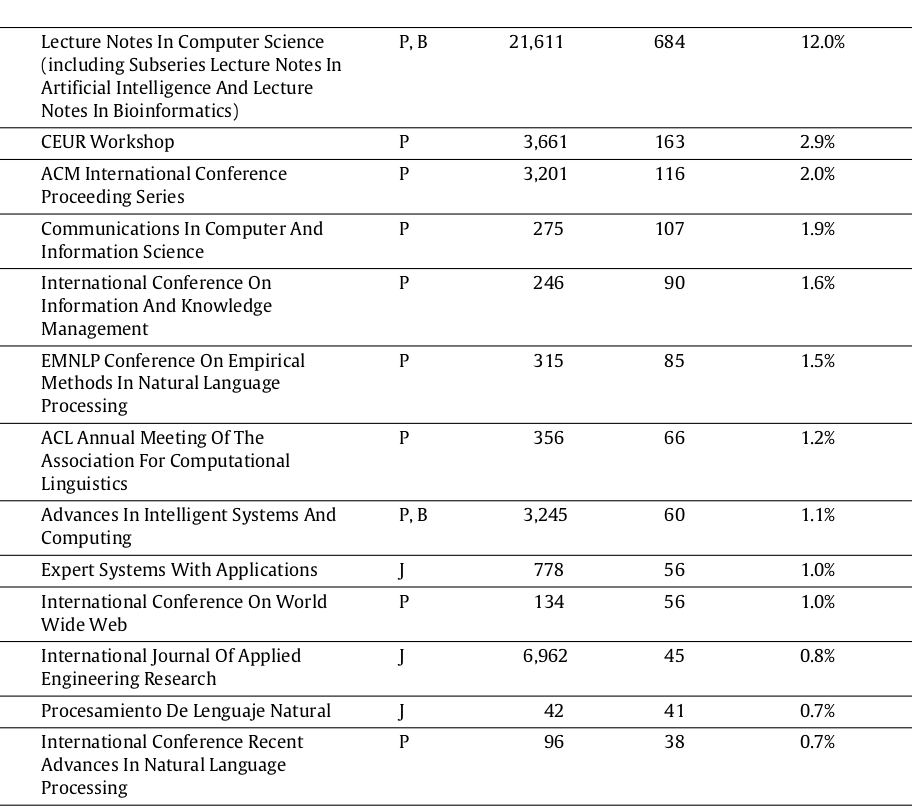 Lecture Notes In Computer Science P, B 21,611 684 12.0%
(including Subseries Lecture Notes In
Artificial Intelligence And Lecture
Notes In Bioinformatics)
CEUR Workshop P 3,661 163 2.9%
ACM International Conference P 3,201 116 2.0%
Proceeding Series
Communications In Computer And P 275 107 1.9%
Information Science
International Conference On P 246 90 1.6%
Information And Knowledge
Management
EMNLP Conference On Empirical P 315 85 1.5%
Methods In Natural Language
Processing
ACL Annual Meeting Of The P 356 66 1.2%
Association For Computational
Linguistics
Advances In Intelligent Systems And P, B 3,245 60 1.1%
Computing
Expert Systems With Applications J 778 56 1.0%
International Conference On World P 134 56 1.0%
Wide Web
International Journal Of Applied J 6,962 45 0.8%
Engineering Research
Procesamiento De Lenguaje Natural J 42 41 0.7%
International Conference Recent P 96 38 0.7%
Advances In Natural Language
Processing